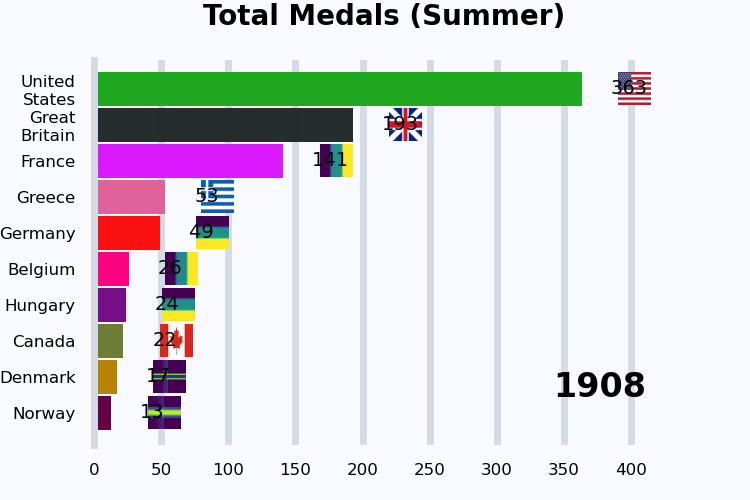 Total Medals (Summer)
United
States
363
Great
Britain
193
France
141
Greece
53
Germany
49
Belgium
26
Hungary
24
Canada
22
Denmark
17
1908
Norway
13
0 50 100 150 200 250 300 350 400